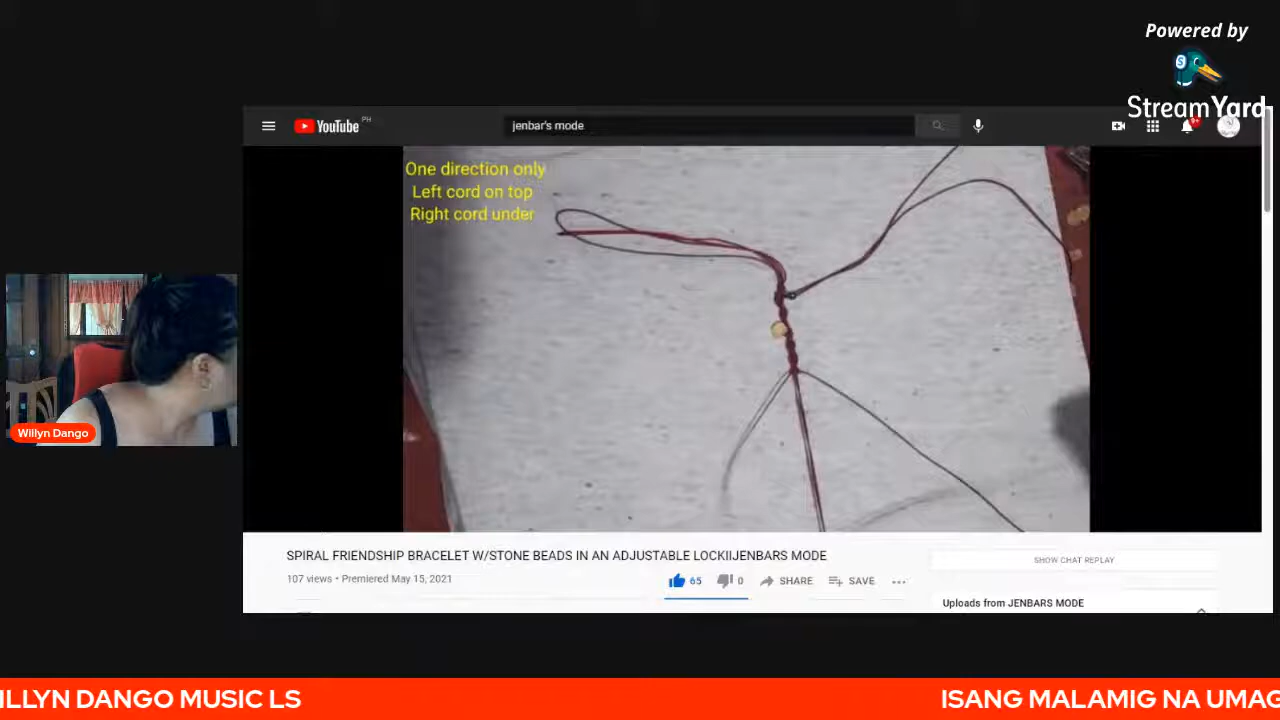 Powered by
StreamYard
YouTube PH
jenbar's mode
9+
One direction only
Left cord on top
Right cord under
Willyn Dango
SPIRAL FRIENDSHIP BRACELET W/STONE BEADS IN AN ADJUSTABLE LOCKIIJENBARS MODE
107 views • Premiered May 15, 2021
65
0
SHARE
SAVE
SHOW CHAT REPLAY
Uploads from JENBARS MODE
ILLYN DANGO MUSIC LS
ISANG MALAMIG NA UMAG